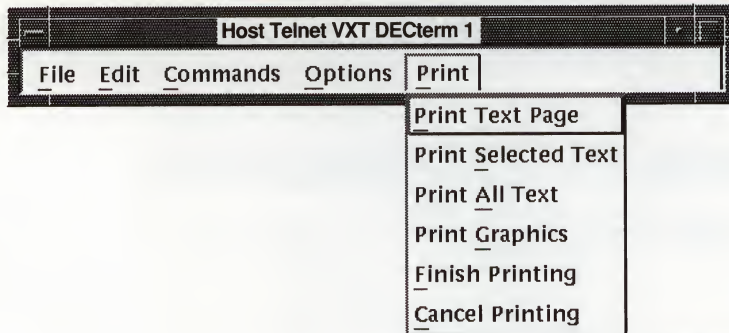 Host Telnet VXT DECterm 1
File Edit Commands Options Print
Print Text Page
Print Selected Text
Print All Text
Print Graphics
Finish Printing
Cancel Printing